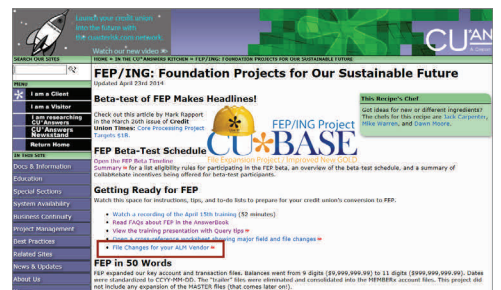 Launch your credit union
into the future with
the cuasterisk.com network.
Watch our new video »
CU*AN
SEARCH OUR SITES
HOME » IN THE CU*ANSWERS KITCHEN » FEP/ING: FOUNDATION PROJECTS FOR OUR SUSTAINABLE FUTURE
FEP/ING: Foundation Projects for Our Sustainable Future
Updated April 23rd 2014
MENU
I am a Client
I am a Visitor
I am researching
CU*Answers
CU*Answers
Newsstand
Return Home
IN THIS SITE
Docs & Information
Education
Special Sections
System Availability
Business Continuity
Project Management
Best Practices
Related Sites
News & Updates
About Us
Beta-test of FEP Makes Headlines!
Check out this article by Mark Rapport
in the March 26th issue of Credit
Union Times: Core Processing Project
Targets $1B.
FEP/ING Project
CU*BASE
File Expansion Project/Improved New GOLD
This Recipe's Chef
Got ideas for new or different ingredients?
The chefs for this recipe are Jack Carpenter,
Mike Warren, and Dawn Moore.
FEP Beta-Test Schedule
Open the FEP Beta Timeline
Summary for a list eligibility rules for participating in the FEP beta, an overview of the beta-test schedule, and a summary of
CollabRebate incentives being offered for beta-test participants.
Getting Ready for FEP
Watch this space for instructions, tips, and to-do lists to prepare for your credit union's conversion to FEP.
• Watch a recording of the April 15th training (52 minutes)
• Read FAQs about FEP in the AnswerBook
• View the training presentation with Query tips
• Open a cross-reference worksheet showing major field and file changes
• File Changes for your ALM Vendor
FEP in 50 Words
FEP expanded our key account and transaction files. Balances went from 9 digits ($9,999,999.99) to 11 digits ($999,999,999.99). Dates
were standardized to CCYY-MM-DD. The "trailer" files were eliminated and consolidated into the MEMBERx account files. This project did
not include any expansion of the MASTER files (that comes later on!).